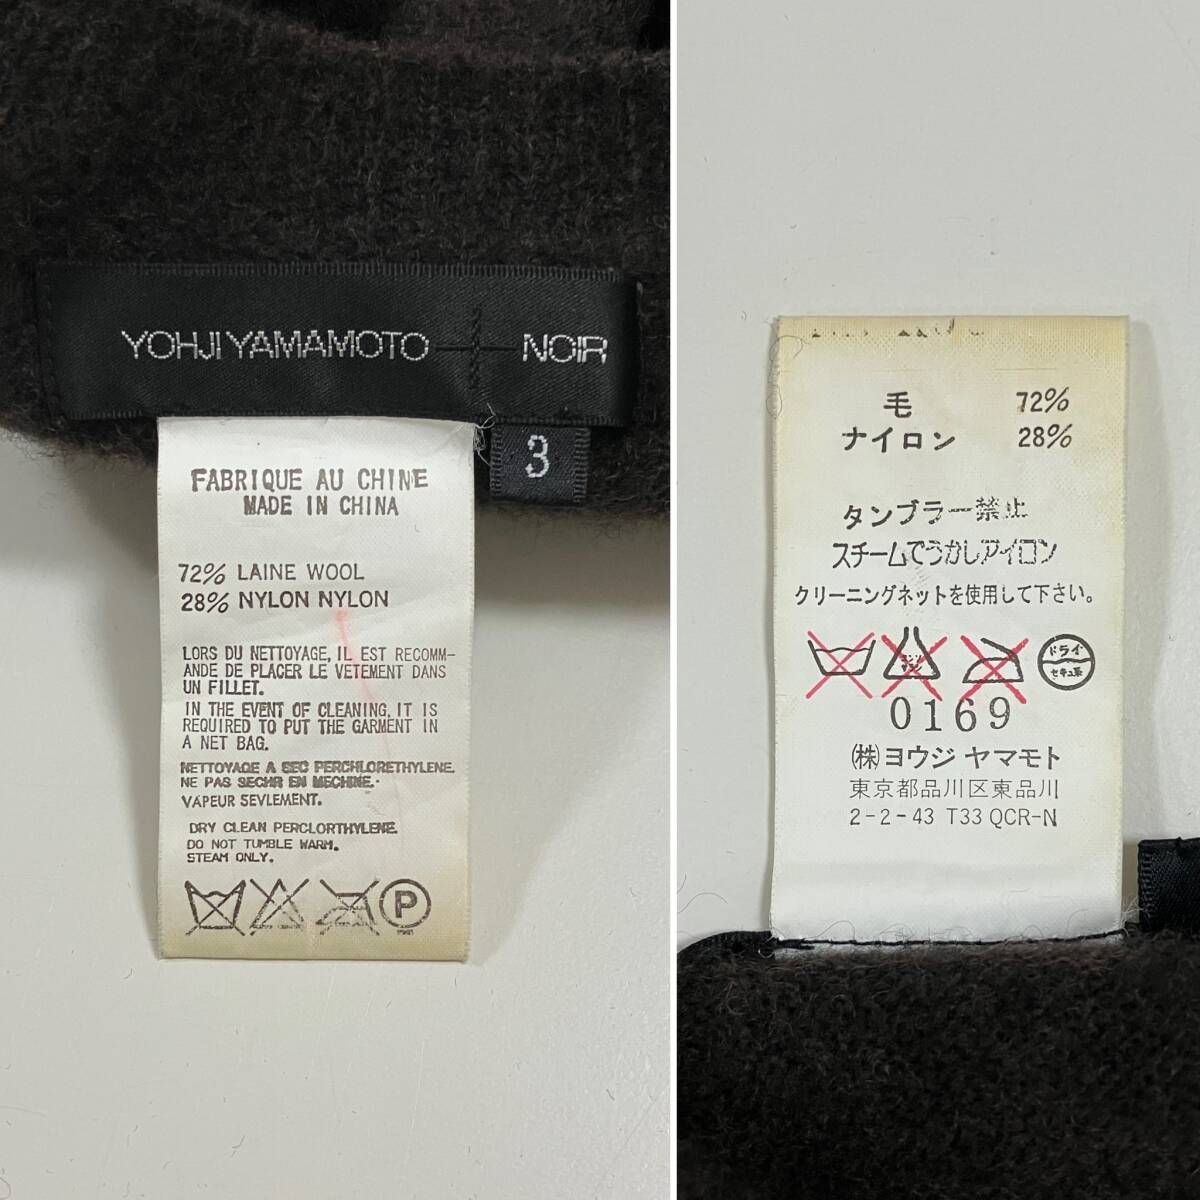 YOHJI YAMAMOTO + NOIR
3
FABRIQUE AU CHINE
MADE IN CHINA
72% LAINE WOOL
28% NYLON NYLON
LORS DU NETTOYAGE, IL EST RECOMM-
ANDE DE PLACER LE VETEMENT DANS
UN FILLET.
IN THE EVENT OF CLEANING, IT IS
REQUIRED TO PUT THE GARMENT IN
A NET BAG.
NETTOYAGE A SEC PERCHLORETHYLENE.
NE PAS SECHR EN MECHINE.
VAPEUR SEVLEMENT.
DRY CLEAN PERCLORTHYLENE.
DO NOT TUMBLE WARM.
STEAM ONLY.
P
毛 72%
ナイロン 28%
タンブラー禁止
スチームでうかしアイロン
クリーニングネットを使用して下さい。
エンソサラシ
ドライ
セキユ系
0169
(株)ヨウジ ヤマモト
東京都品川区東品川
2-2-43 T33 QCR-N